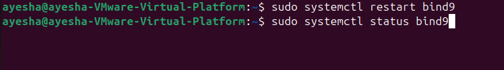 ayesha@ayesha-VMware-Virtual-Platform:~$ sudo systemctl restart bind9
ayesha@ayesha-VMware-Virtual-Platform:~$ sudo systemctl status bind9